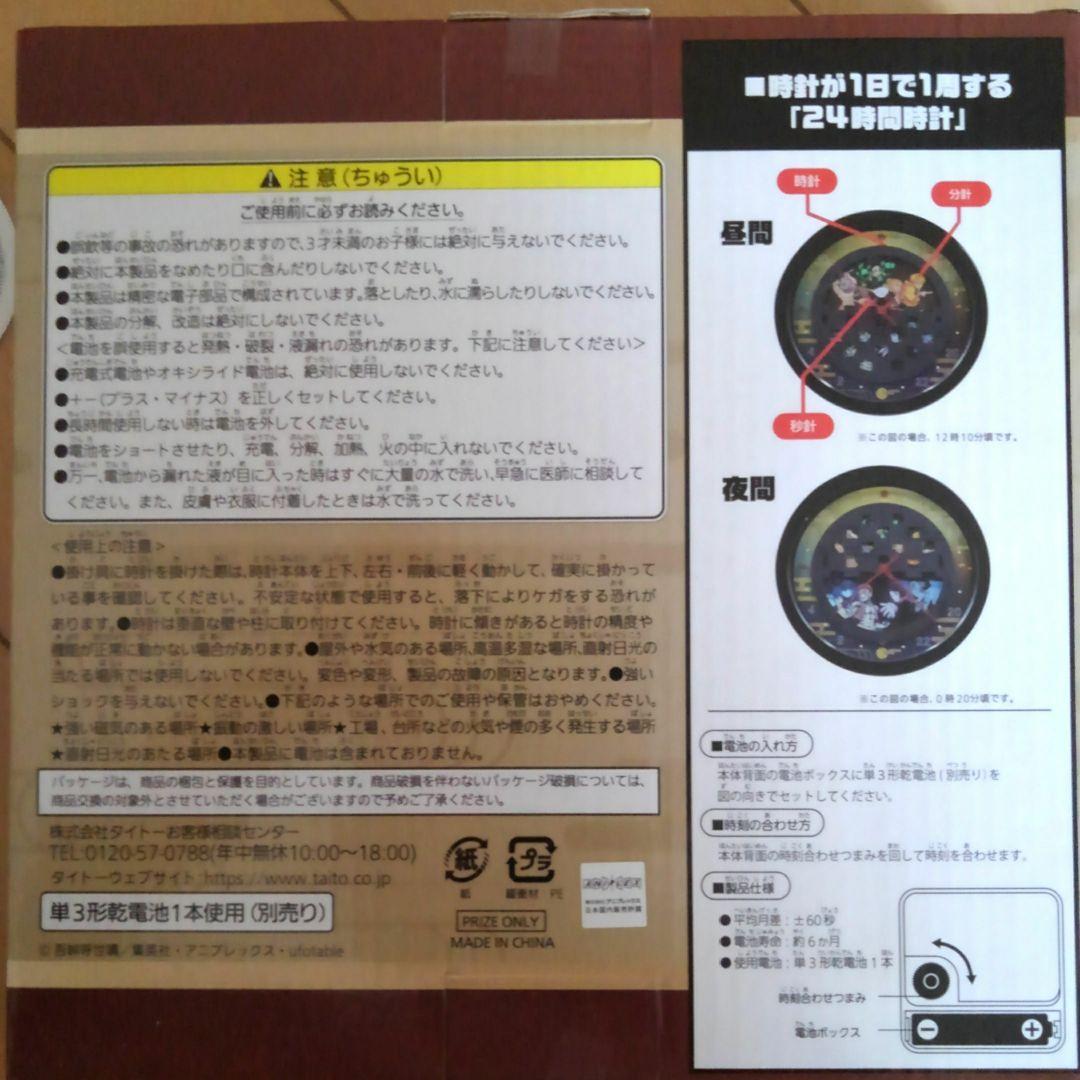 ⚠ 注意(ちゅうい)
ご使用前に必ずお読みください。
●誤飲等の事故の恐れがありますので、3才未満のお子様には絶対に与えないでください。
●絶対に本製品をなめたり口に含んだりしないでください。
●本製品は精密な電子部品で構成されています。落としたり、水に濡らしたりしないでください。
●本製品の分解、改造は絶対にしないでください。
<電池を誤使用すると発熱・破裂・液漏れの恐れがあります。下記に注意してください>
●充電式電池やオキシライド電池は、絶対に使用しないでください。
●+-(プラス・マイナス)を正しくセットしてください。
●長時間使用しない時は電池を外してください。
●電池をショートさせたり、充電、分解、加熱、火の中に入れないでください。
●万一、電池から漏れた液が目に入った時はすぐに大量の水で洗い、早急に医師に相談して
ください。また、皮膚や衣服に付着したときは水で洗ってください。
<使用上の注意>
●掛け具に時計を掛けた際は、時計本体を上下、左右・前後に軽く動かして、確実に掛かって
いる事を確認してください。不安定な状態で使用すると、落下によりケガをする恐れが
あります。●時計は垂直な壁や柱に取り付けてください。時計に傾きがあると時計の精度や
機能が正常に動かない場合があります。●屋外や水気のある場所、高温多湿な場所、直射日光の
当たる場所では使用しないでください。変色や変形、製品の故障の原因となります。●強い
ショックを与えないでください。●下記のような場所でのご使用や保管はおやめください。
★強い磁気のある場所★振動の激しい場所★工場、台所などの火気や煙の多く発生する場所
★直射日光のあたる場所●本製品に電池は含まれておりません。
パッケージは、商品の梱包と保護を目的としています。商品破損を伴わないパッケージ破損については、
商品交換の対象外とさせていただく場合がございますので予めご了承ください。
株式会社タイトーお客様相談センター
TEL:0120-57-0788(年中無休10:00~18:00)
タイトーウェブサイト:https://www.taito.co.jp
単3形乾電池1本使用(別売り)
© 吾峠呼世晴/集英社・アニプレックス・ufotable
紙
紙
プラ
緩衝材 PE
ANIPLEX
株式会社アニプレックス
日本国内販売許諾
PRIZE ONLY
MADE IN CHINA
■時計が1日で1周する
「24時間時計」
時針
分針
昼間
秒針
※この図の場合、12時10分頃です。
夜間
20
22
※この図の場合、0時20分頃です。
■電池の入れ方
本体背面の電池ボックスに単3形乾電池(別売り)を
図の向きでセットしてください。
■時刻の合わせ方
本体背面の時刻合わせつまみを回して時刻を合わせます。
■製品仕様
●平均月差:±60秒
●電池寿命:約6か月
●使用電池:単3形乾電池1本
時刻合わせつまみ
電池ボックス
- +